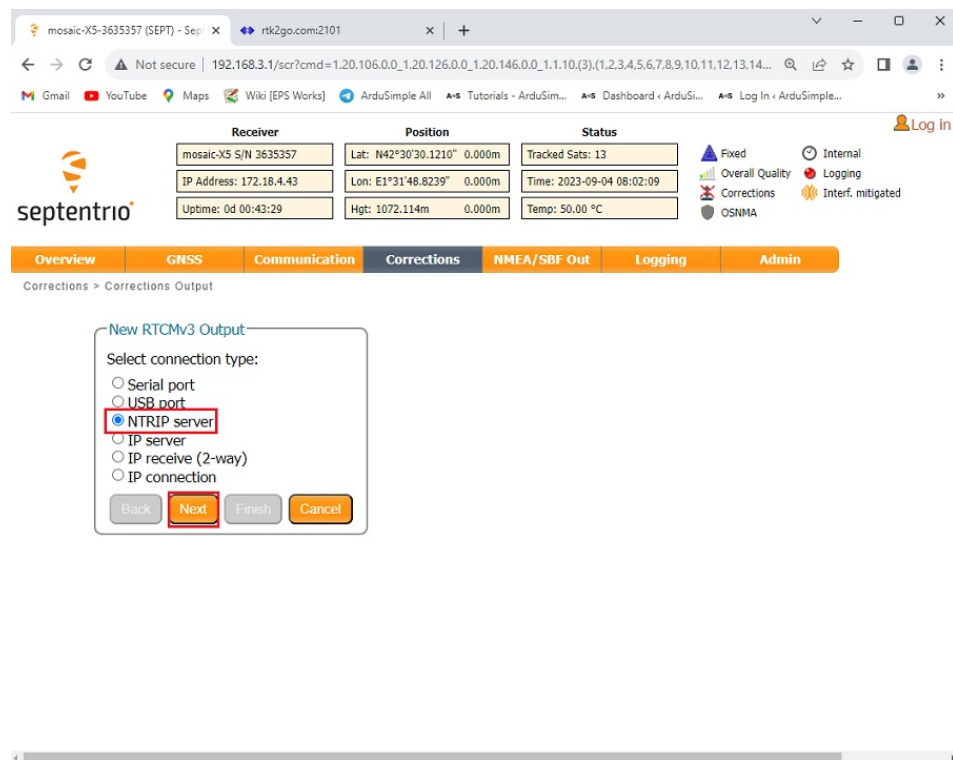 mosaic-X5-3635357 (SEPT) - Sep
rtk2go.com:2101
Not secure | 192.168.3.1/scr?cmd=1.20.106.0.0_1.20.126.0.0_1.20.146.0.0_1.1.10.(3).(1,2,3,4,5,6,7,8,9,10,11,12,13,14...
Gmail YouTube Maps Wiki [EPS Works] ArduSimple All Tutorials - ArduSim... Dashboard ‹ ArduSi... Log In ‹ ArduSimple... »
Log in
Receiver Position Status
mosaic-X5 S/N 3635357 Lat: N42°30'30.1210" 0.000m Tracked Sats: 13 Fixed Internal
IP Address: 172.18.4.43 Lon: E1°31'48.8239" 0.000m Time: 2023-09-04 08:02:09 Overall Quality Logging
septentrio Uptime: 0d 00:43:29 Hgt: 1072.114m 0.000m Temp: 50.00 °C Corrections Interf. mitigated
OSNMA
Overview GNSS Communication Corrections NMEA/SBF Out Logging Admin
Corrections > Corrections Output
New RTCMv3 Output
Select connection type:
Serial port
USB port
NTRIP server
IP server
IP receive (2-way)
IP connection
Back Next Finish Cancel